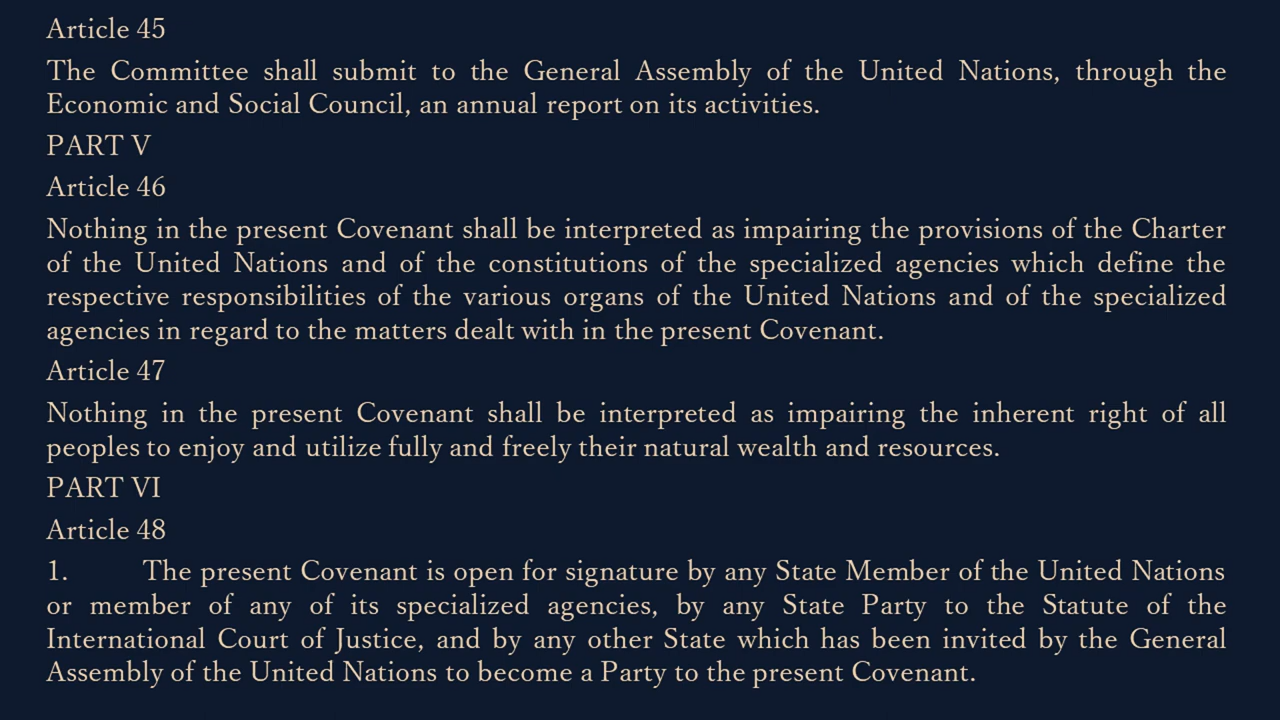 Article 45
The Committee shall submit to the General Assembly of the United Nations, through the
Economic and Social Council, an annual report on its activities.
PART V
Article 46
Nothing in the present Covenant shall be interpreted as impairing the provisions of the Charter
of the United Nations and of the constitutions of the specialized agencies which define the
respective responsibilities of the various organs of the United Nations and of the specialized
agencies in regard to the matters dealt with in the present Covenant.
Article 47
Nothing in the present Covenant shall be interpreted as impairing the inherent right of all
peoples to enjoy and utilize fully and freely their natural wealth and resources.
PART VI
Article 48
1. The present Covenant is open for signature by any State Member of the United Nations
or member of any of its specialized agencies, by any State Party to the Statute of the
International Court of Justice, and by any other State which has been invited by the General
Assembly of the United Nations to become a Party to the present Covenant.